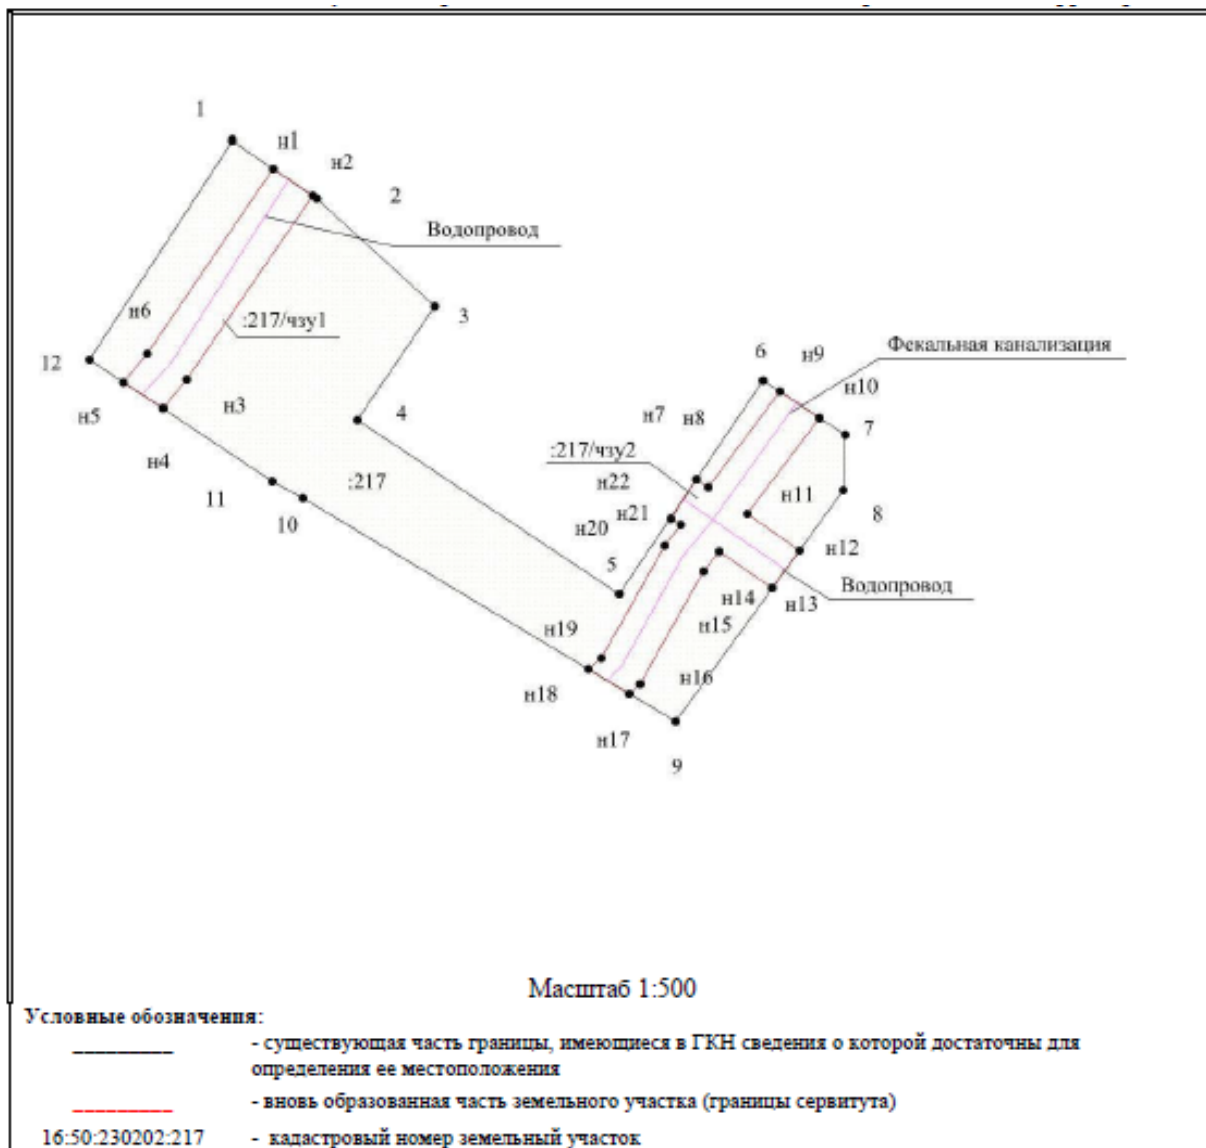 1
н1
н2
2
Водопровод
н6
:217/чзу1
3
12
н5
н3
4
н4
11
10
:217
6
н9
Фекальная канализация
н10
н7
н8
7
:217/чзу2
н22
н11
8
н20
н21
н12
5
Водопровод
н14
н13
н19
н15
н18
н16
н17
9
Масштаб 1:500
Условные обозначения:
- существующая часть границы, имеющиеся в ГКН сведения о которой достаточны для
определения ее местоположения
- вновь образованная часть земельного участка (границы сервитута)
16:50:230202:217 - кадастровый номер земельный участок